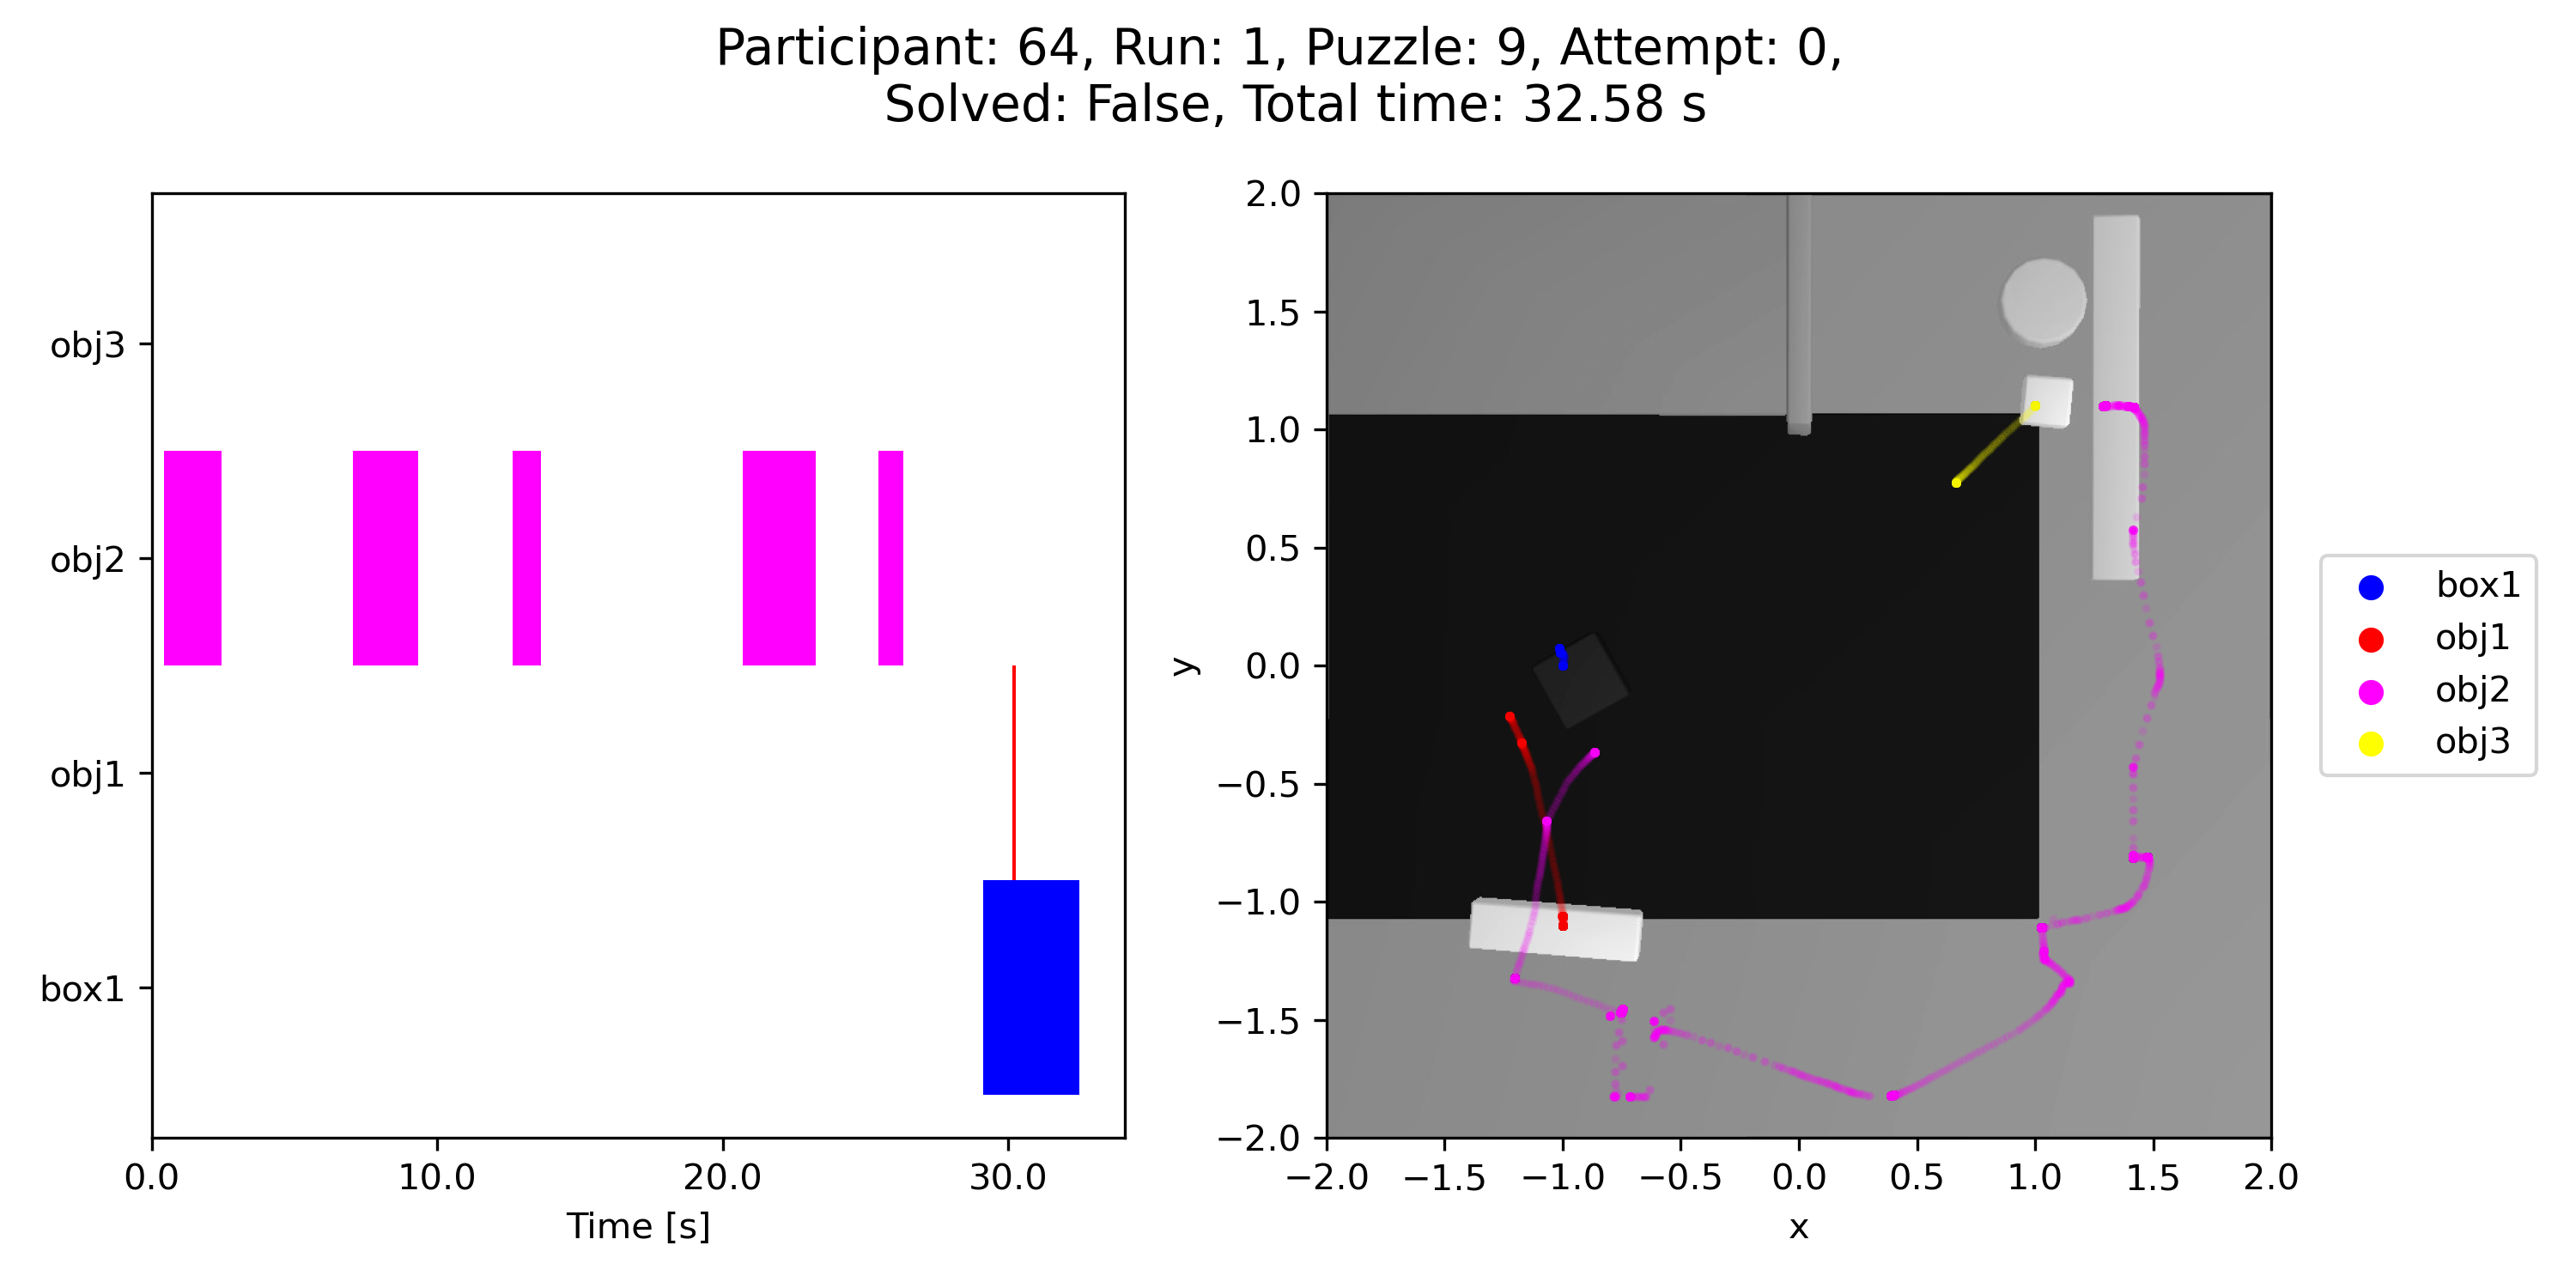 Participant: 64, Run: 1, Puzzle: 9, Attempt: 0,
Solved: False, Total time: 32.58 s
obj3
obj2
obj1
box1
0.0 10.0 20.0 30.0
Time [s]
2.0
1.5
1.0
0.5
0.0
−0.5
−1.0
−1.5
−2.0
y
−2.0 −1.5 −1.0 −0.5 0.0 0.5 1.0 1.5 2.0
x
box1
obj1
obj2
obj3